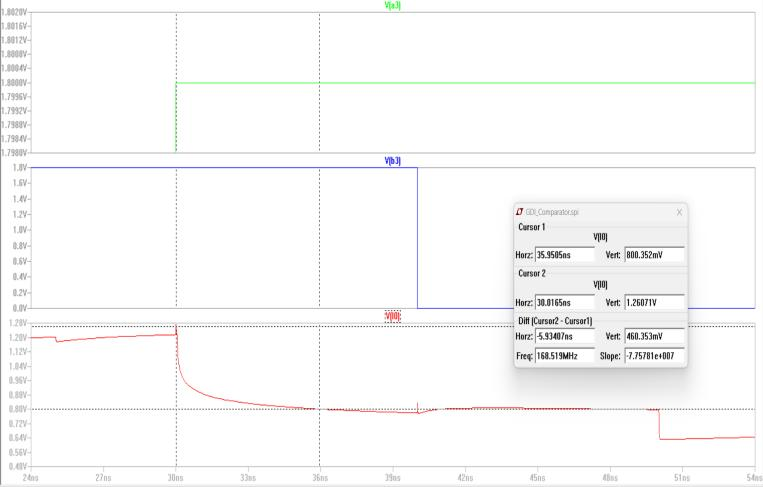 V(a3)
1.8020V
1.8016V
1.8012V
1.8008V
1.8004V
1.8000V
1.7996V
1.7992V
1.7988V
1.7984V
1.7980V
V(b3)
1.8V
1.6V
1.4V
1.2V
1.0V
0.8V
0.6V
0.4V
0.2V
0.0V
V(l0)
1.28V
1.20V
1.12V
1.04V
0.96V
0.88V
0.80V
0.72V
0.64V
0.56V
0.48V
24ns 27ns 30ns 33ns 36ns 39ns 42ns 45ns 48ns 51ns 54ns
GDI_Comparator.spi X
Cursor 1
V(l0)
Horz: 35.9505ns Vert: 800.352mV
Cursor 2
V(l0)
Horz: 30.0165ns Vert: 1.26071V
Diff (Cursor2 - Cursor1)
Horz: -5.93407ns Vert: 460.353mV
Freq: 168.519MHz Slope: -7.75781e+007